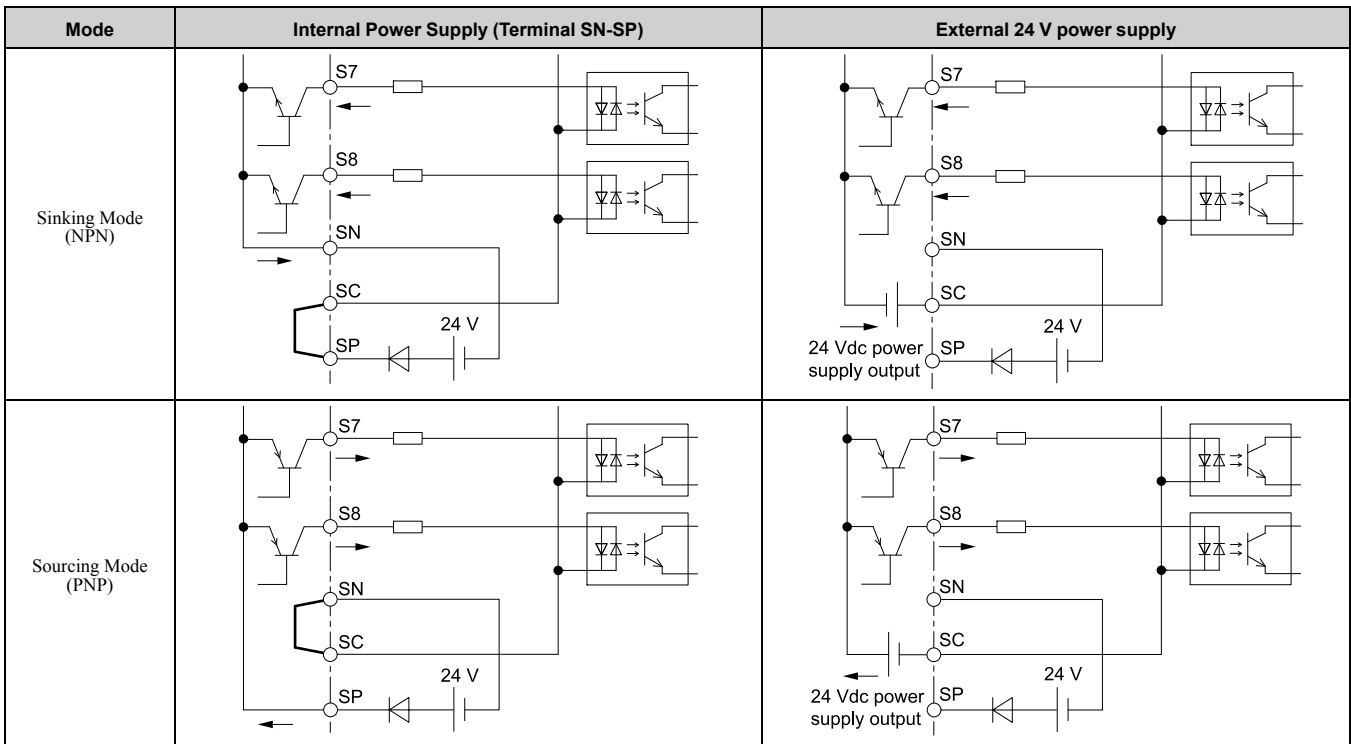 Mode
Internal Power Supply (Terminal SN-SP)
External 24 V power supply
Sinking Mode
(NPN)
S7
S8
SN
SC
24 V
SP
S7
S8
SN
SC
24 V
24 Vdc power
supply output
SP
Sourcing Mode
(PNP)
S7
S8
SN
SC
24 V
SP
S7
S8
SN
SC
24 V
24 Vdc power
supply output
SP